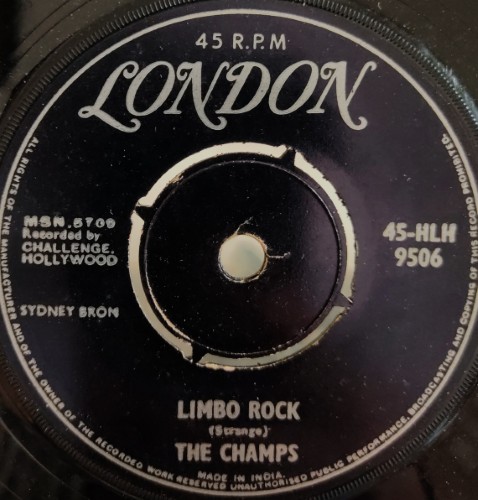 45 R.P.M
LONDON
MSN.5709
Recorded by
CHALLENGE.
HOLLYWOOD
45-HLH
9506
SYDNEY BRON
LIMBO ROCK
(Strange)
THE CHAMPS
MADE IN INDIA.
ALL RIGHTS OF THE MANUFACTURER AND OF THE OWNER OF THE RECORDED WORK RESERVED UNAUTHORISED PUBLIC PERFORMANCE, BROADCASTING AND COPYING OF THIS RECORD PROHIBITED.